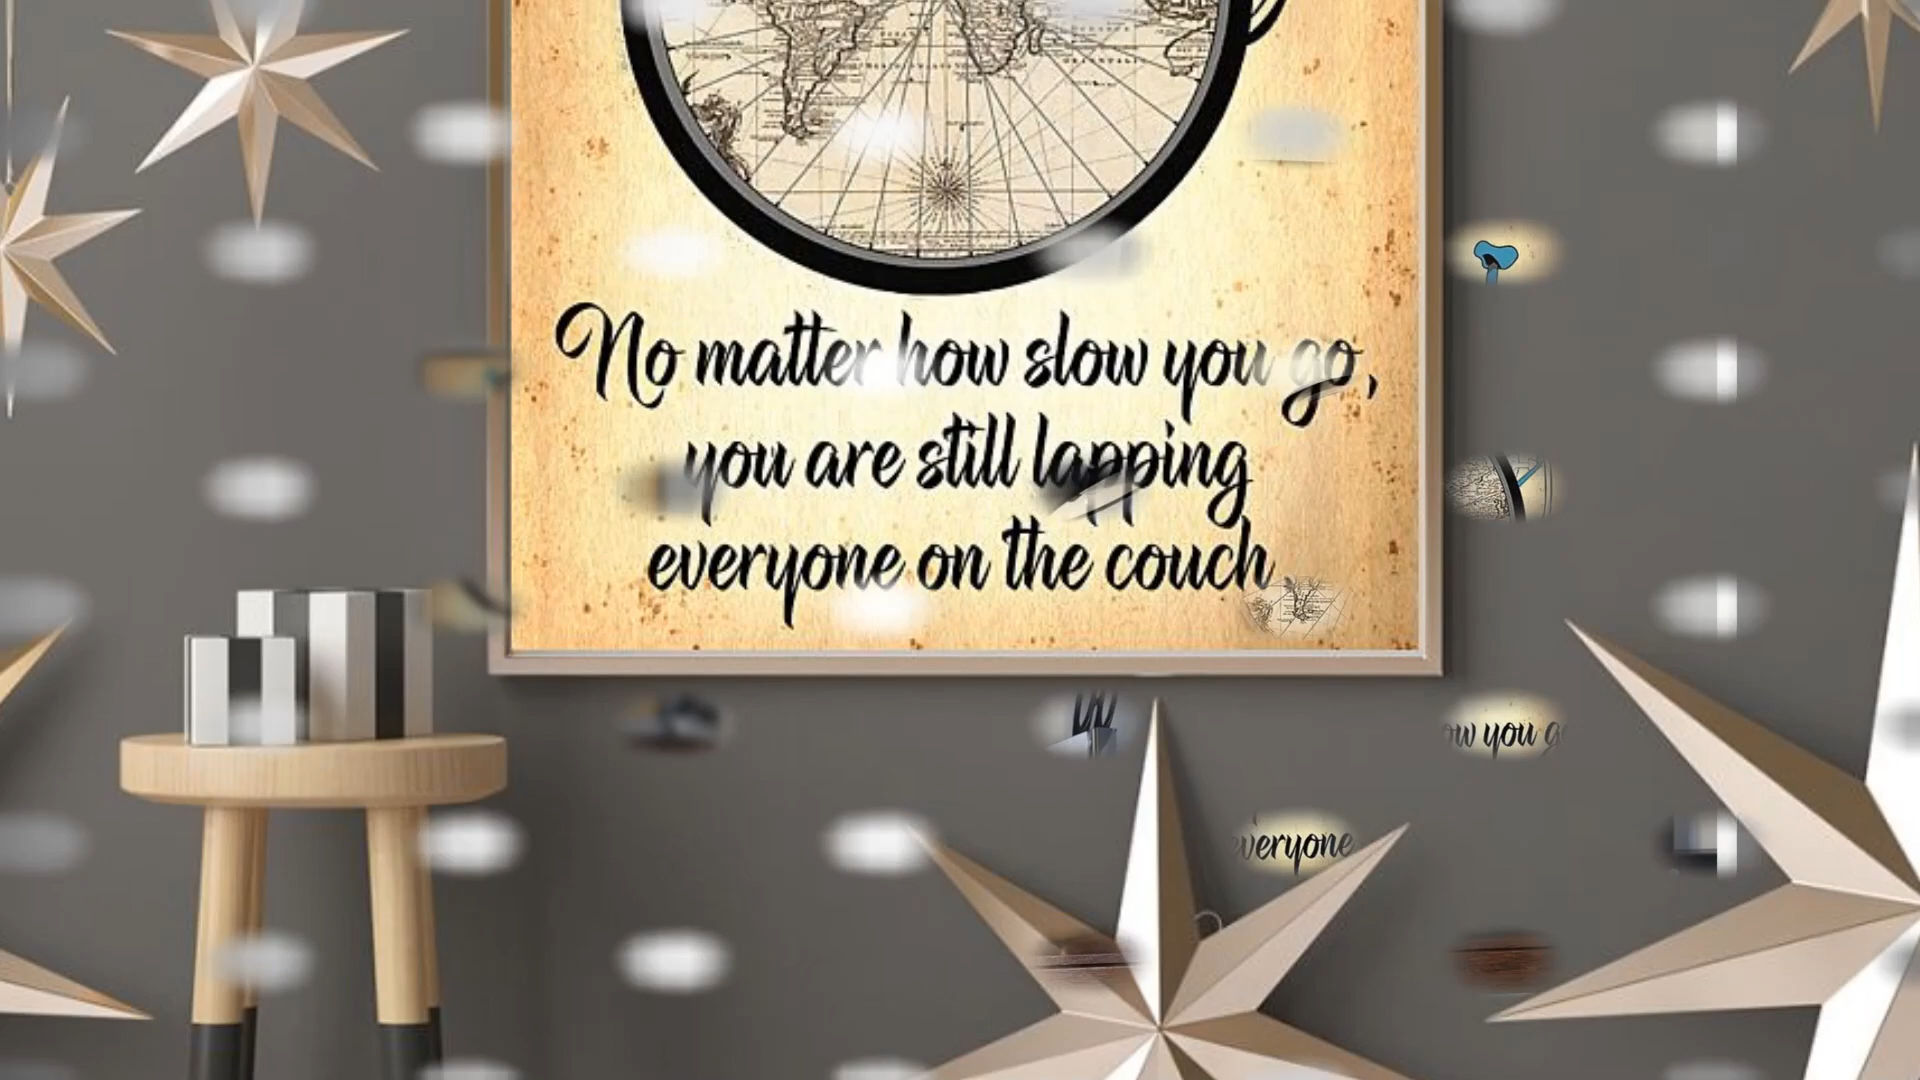 No matter how slow you go,
you are still lapping
everyone on the couch
ow you g
everyone